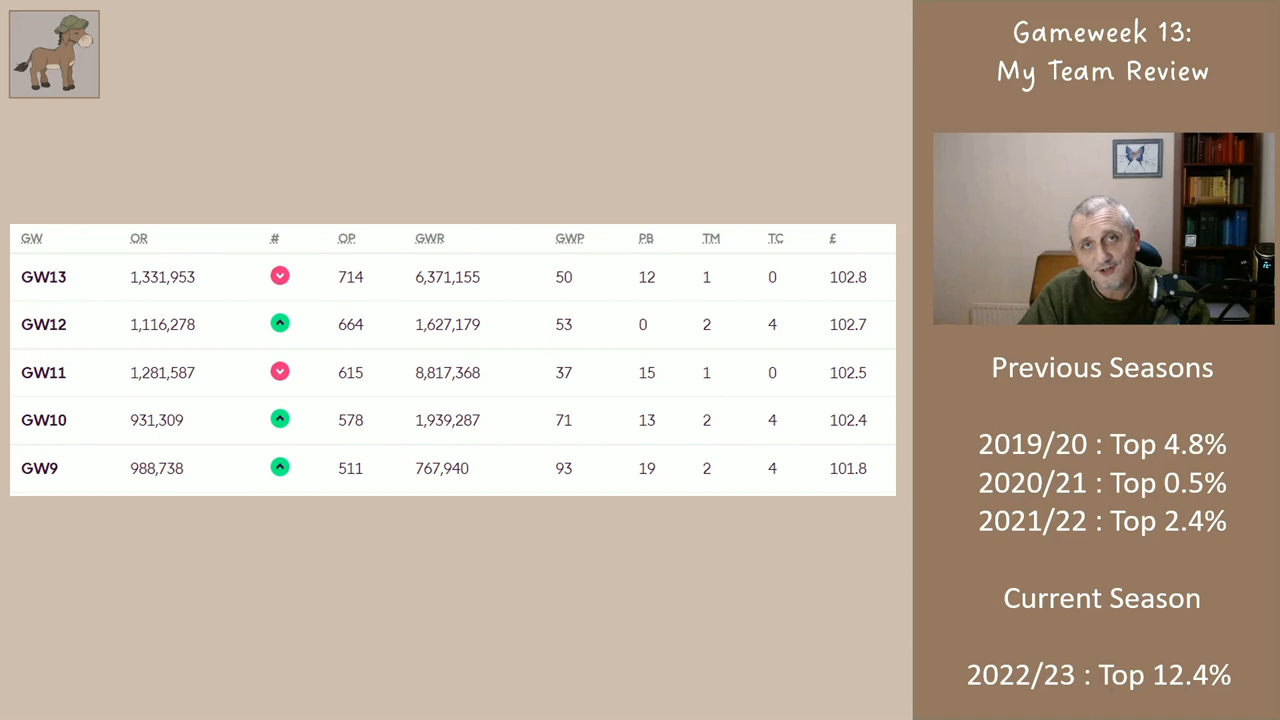 Gameweek 13:
My Team Review
GW OR # OP GWR GWP PB TM TC £
GW13 1,331,953 714 6,371,155 50 12 1 0 102.8
GW12 1,116,278 664 1,627,179 53 0 2 4 102.7
GW11 1,281,587 615 8,817,368 37 15 1 0 102.5
GW10 931,309 578 1,939,287 71 13 2 4 102.4
GW9 988,738 511 767,940 93 19 2 4 101.8
Previous Seasons
2019/20 : Top 4.8%
2020/21 : Top 0.5%
2021/22 : Top 2.4%
Current Season
2022/23 : Top 12.4%